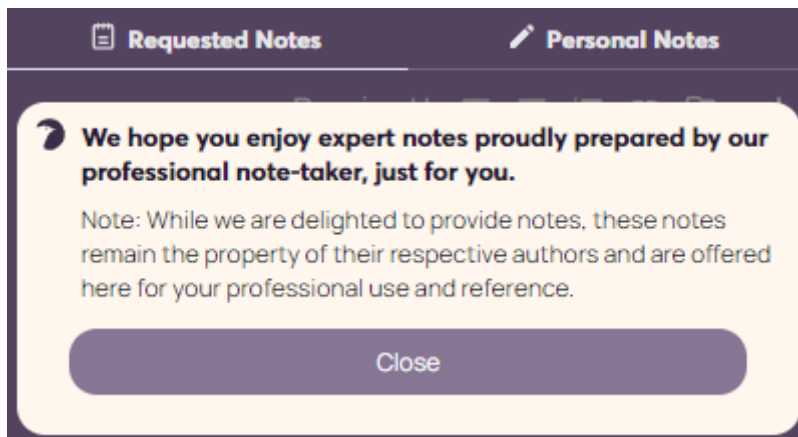 Requested Notes
Personal Notes
We hope you enjoy expert notes proudly prepared by our
professional note-taker, just for you.
Note: While we are delighted to provide notes, these notes
remain the property of their respective authors and are offered
here for your professional use and reference.
Close